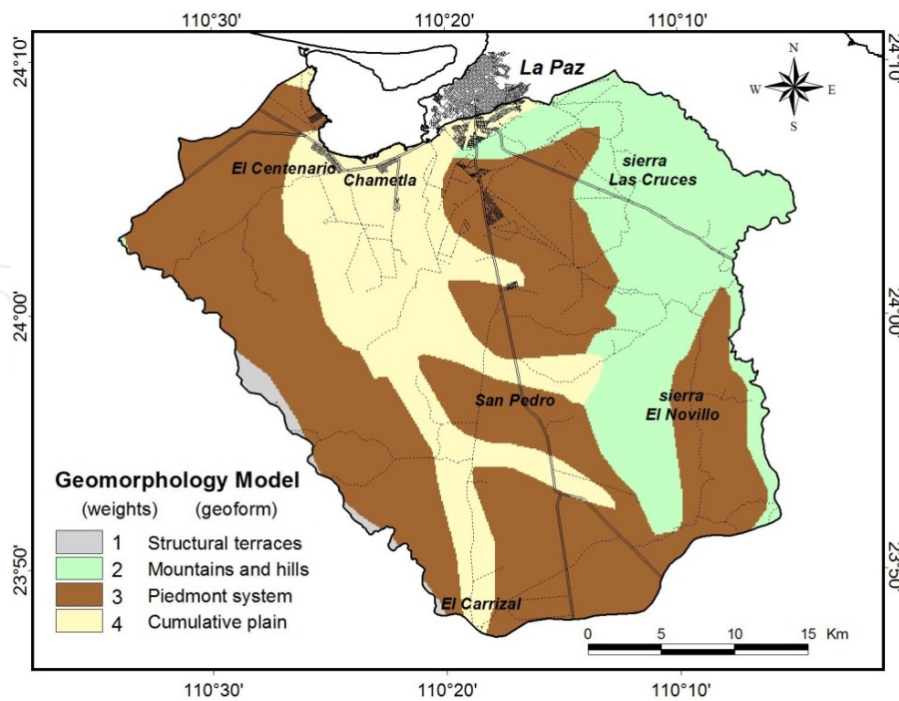 110°30' 110°20' 110°10'
24°10' 24°10'
La Paz
N
W E
S
sierra
Las Cruces
El Centenario
Chametla
24°00' 24°00'
San Pedro
sierra
El Novillo
Geomorphology Model
(weights) (geoform)
1 Structural terraces
2 Mountains and hills
3 Piedmont system
4 Cumulative plain
23°50' 23°50'
El Carrizal
0 5 10 15 Km
110°30' 110°20' 110°10'